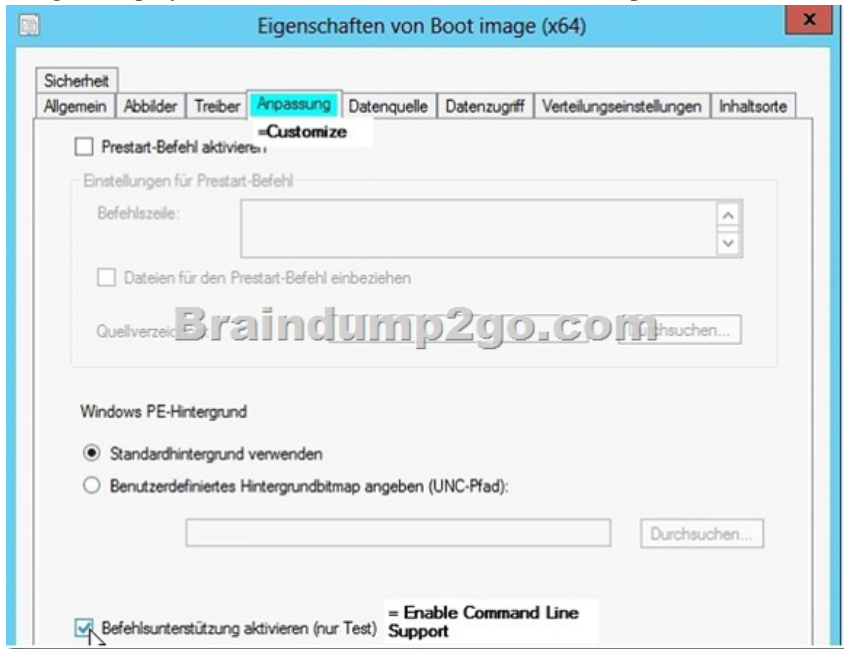 Eigenschaften von Boot image (x64)
x
Sicherheit
Allgemein Abbilder Treiber Anpassung Datenquelle Datenzugriff Verteilungseinstellungen Inhaltsorte
=Customize
Prestart-Befehl
Einstellungen für Prestart-Befehl
Befehlszeile:
Dateien für den Prestart-Befehl einbeziehen
Braindump2go.com
Windows PE-Hintergrund
Standardhintergrund verwenden
Benutzerdefiniertes Hintergrundbitmap angeben (UNC-Pfad):
Durchsuchen...
Befehlsunterstützung aktivieren (nur Test)
= Enable Command Line
Support